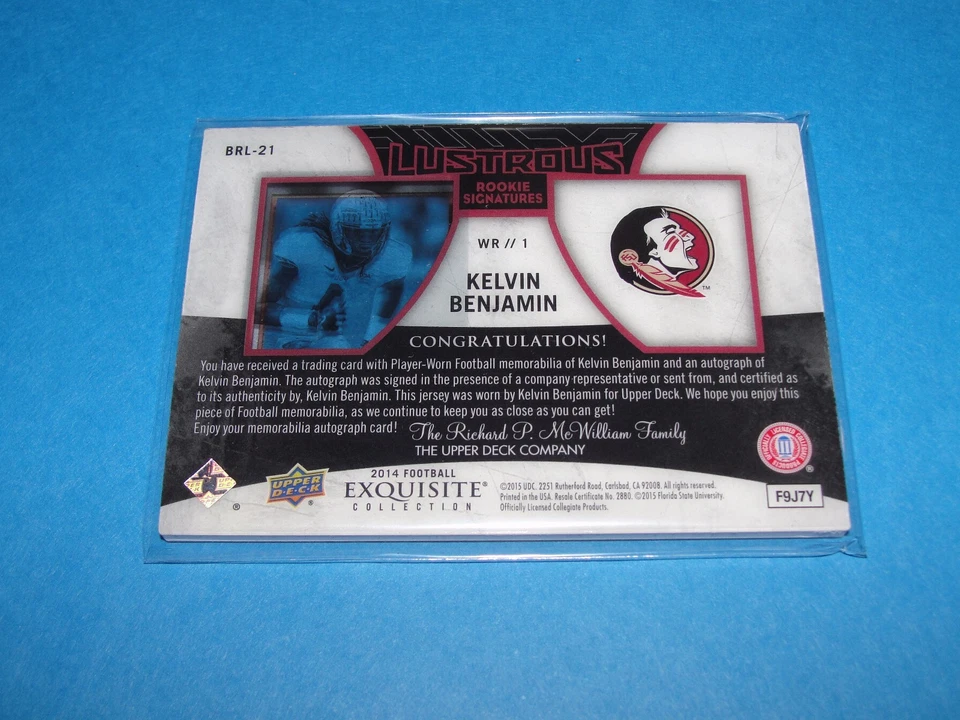 BRL-21
LUSTROUS
ROOKIE
SIGNATURES
WR // 1
KELVIN
BENJAMIN
TM
CONGRATULATIONS!
You have received a trading card with Player-Worn Football memorabilia of Kelvin Benjamin and an autograph of
Kelvin Benjamin. The autograph was signed in the presence of a company representative or sent from, and certified as
to its authenticity by, Kelvin Benjamin. This jersey was worn by Kelvin Benjamin for Upper Deck. We hope you enjoy this
piece of Football memorabilia, as we continue to keep you as close as you can get!
Enjoy your memorabilia autograph card!
The Richard P. McWilliam Family
THE UPPER DECK COMPANY
OFFICIALLY LICENSED COLLEGIATE PRODUCTS
®
®
UPPER
D·E·C·K
®
2014 FOOTBALL
EXQUISITE®
COLLECTION
©2015 UDC. 2251 Rutherford Road, Carlsbad, CA 92008. All rights reserved.
Printed in the USA. Resale Certificate No. 2880. ©2015 Florida State University.
Officially Licensed Collegiate Products.
F9J7Y